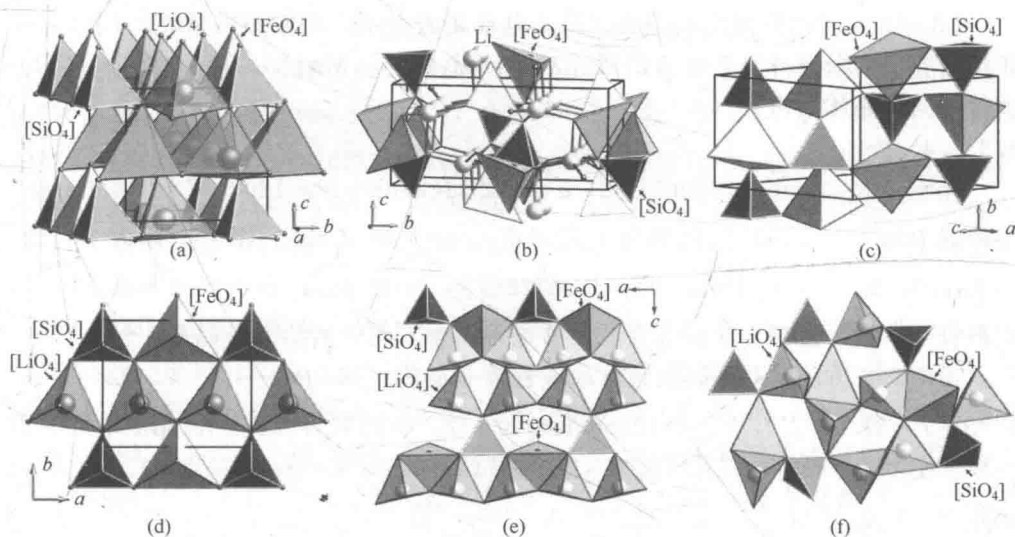 [LiO₄] [FeO₄]
[SiO₄]
c
a b
(a)
Li [FeO₄]
[SiO₄]
c
b
(b)
[FeO₄] [SiO₄]
b
c a
(c)
[FeO₄]
[SiO₄]
[LiO₄]
b
a
(d)
[FeO₄] a
c
[SiO₄]
[LiO₄]
[FeO₄]
(e)
[LiO₄]
[FeO₄]
[SiO₄]
(f)